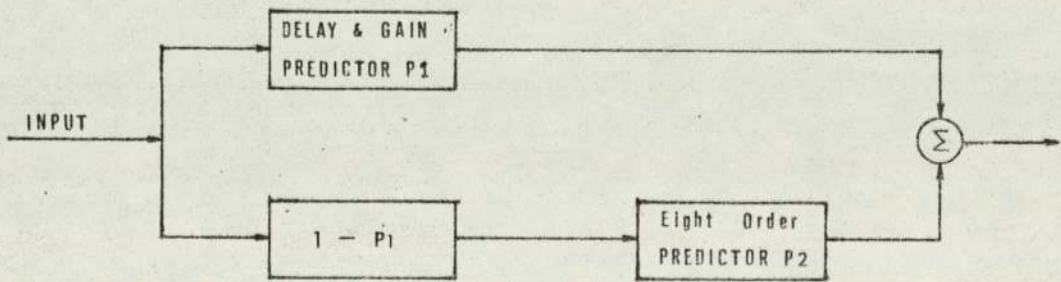 DELAY & GAIN
PREDICTOR P1
INPUT
Σ
1 - P1
Eight Order
PREDICTOR P2